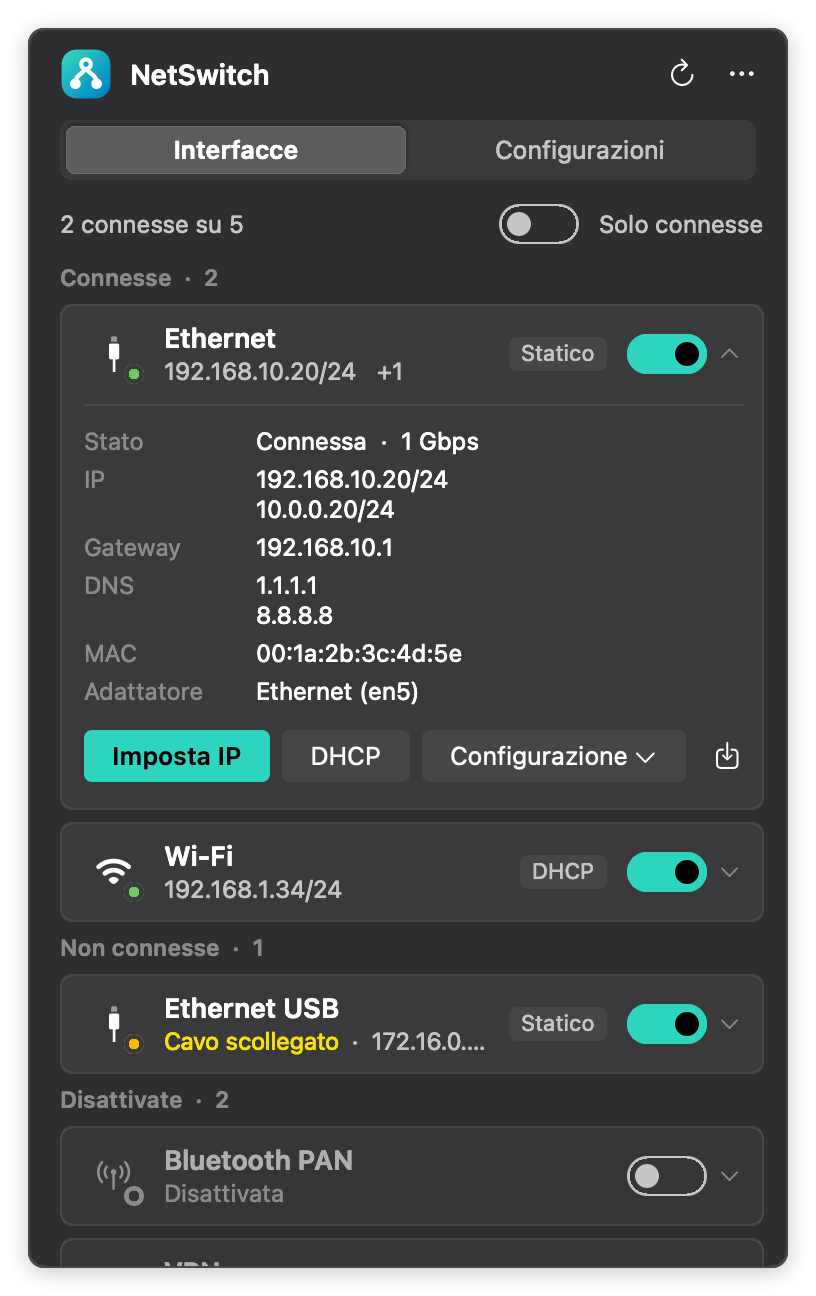 NetSwitch
Interfacce Configurazioni
2 connesse su 5 Solo connesse
Connesse · 2
Ethernet
192.168.10.20/24 +1
Statico
Stato Connessa · 1 Gbps
IP 192.168.10.20/24
10.0.0.20/24
Gateway 192.168.10.1
DNS 1.1.1.1
8.8.8.8
MAC 00:1a:2b:3c:4d:5e
Adattatore Ethernet (en5)
Imposta IP DHCP Configurazione
Wi-Fi
192.168.1.34/24
DHCP
Non connesse · 1
Ethernet USB
Cavo scollegato · 172.16.0....
Statico
Disattivate · 2
Bluetooth PAN
Disattivata